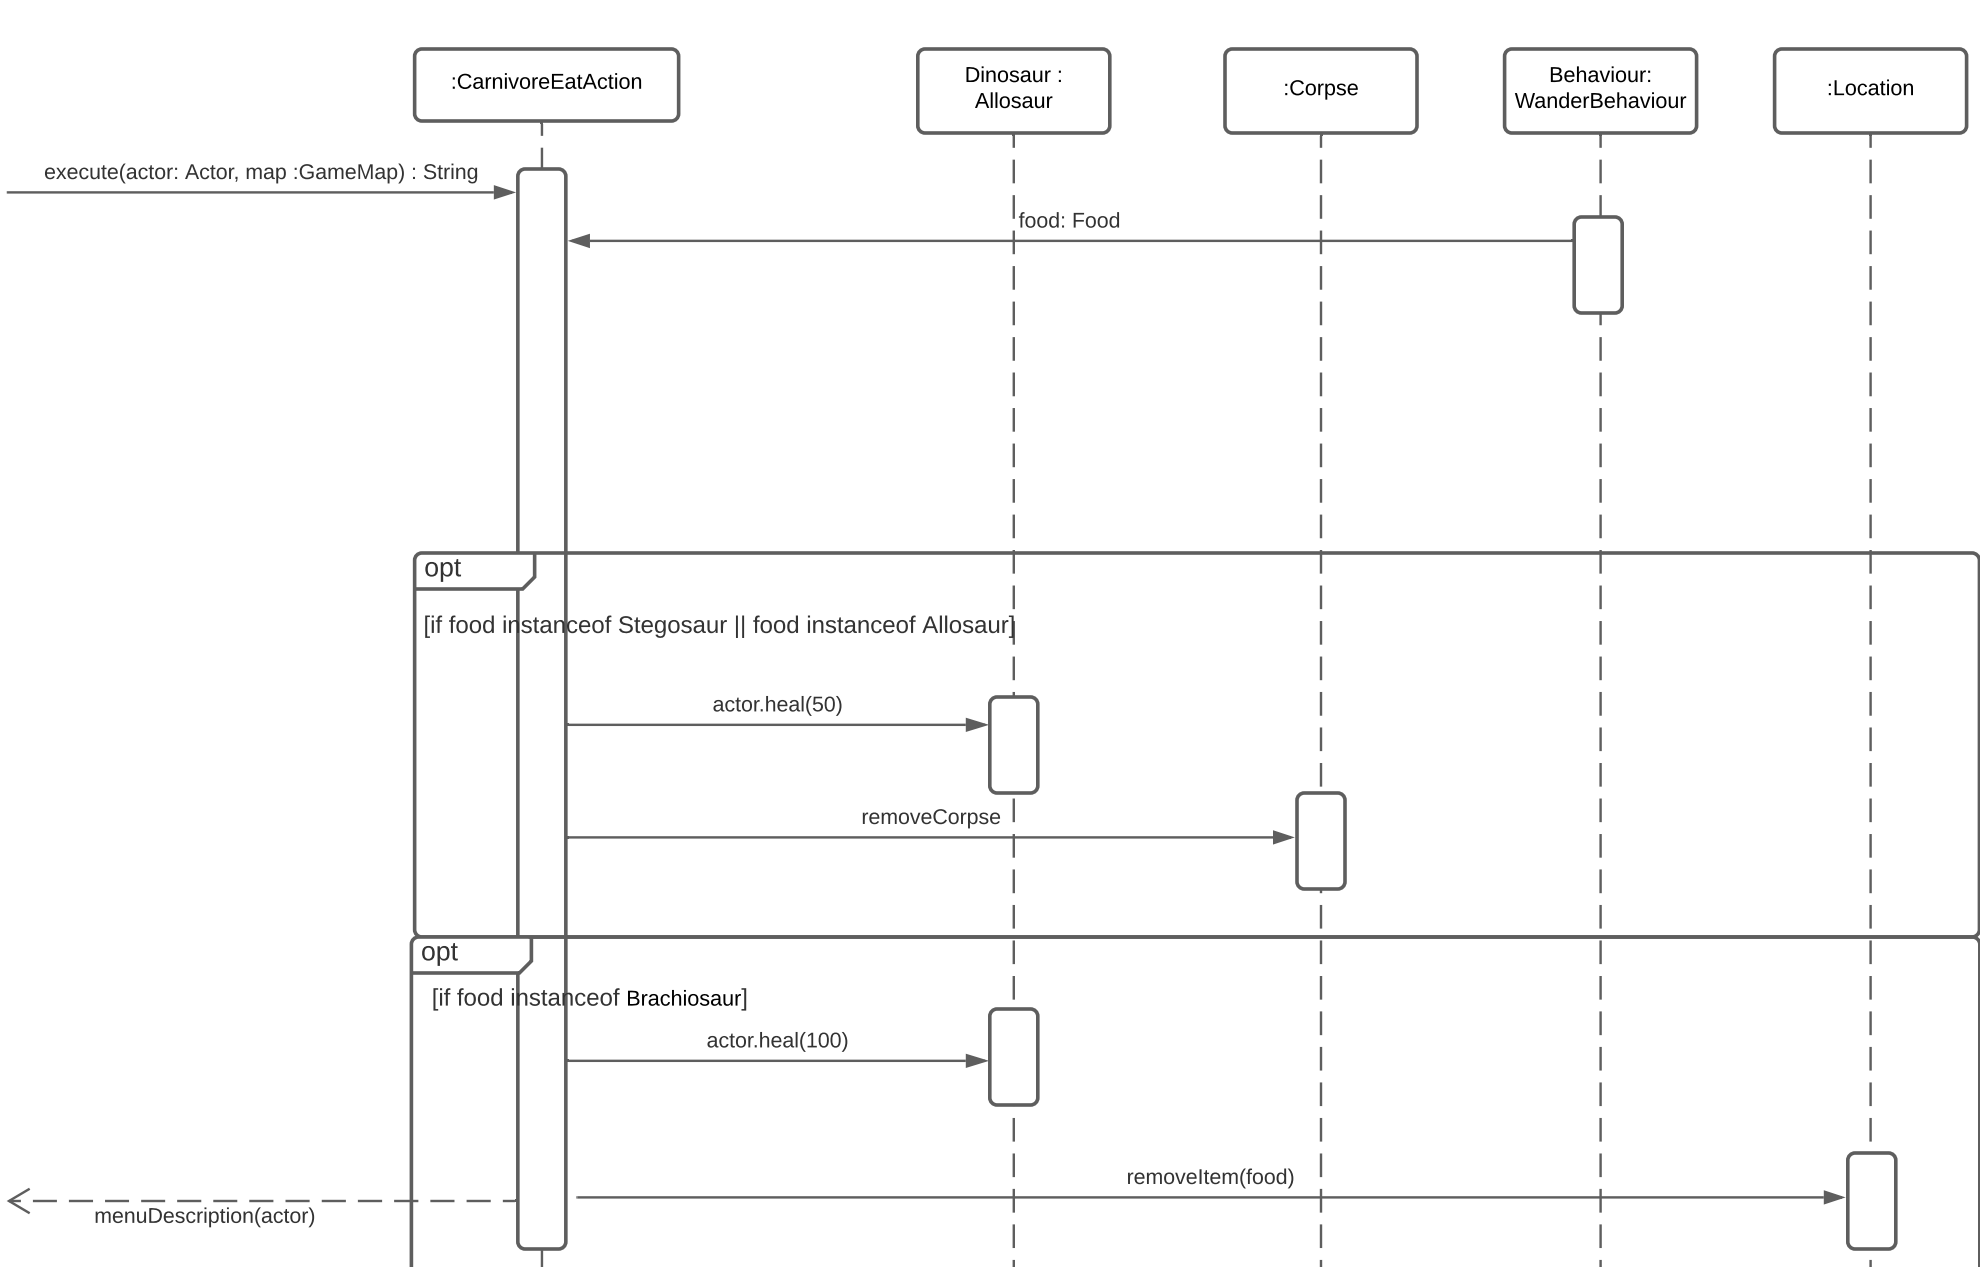 :CarnivoreEatAction
Dinosaur :
Allosaur
:Corpse
Behaviour:
WanderBehaviour
:Location
execute(actor: Actor, map :GameMap) : String
food: Food
opt
[if food instanceof Stegosaur || food instanceof Allosaur]
actor.heal(50)
removeCorpse
opt
[if food instanceof Brachiosaur]
actor.heal(100)
removeItem(food)
menuDescription(actor)